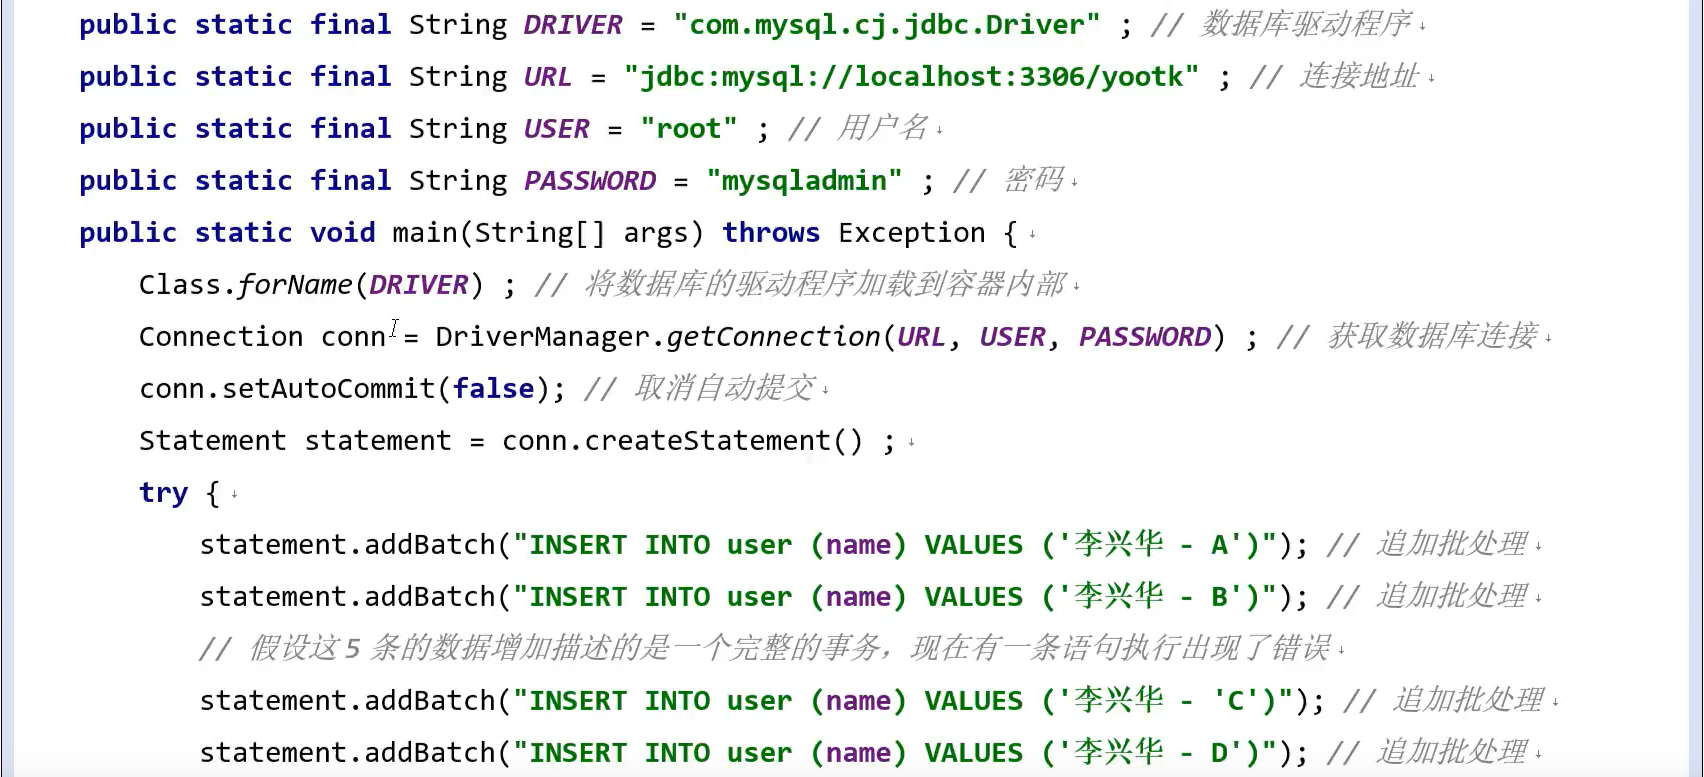 public static final String DRIVER = "com.mysql.cj.jdbc.Driver" ; // 数据库驱动程序↓
public static final String URL = "jdbc:mysql://localhost:3306/yootk" ; // 连接地址↓
public static final String USER = "root" ; // 用户名↓
public static final String PASSWORD = "mysqladmin" ; // 密码↓
public static void main(String[] args) throws Exception {↓
Class.forName(DRIVER) ; // 将数据库的驱动程序加载到容器内部↓
Connection conn = DriverManager.getConnection(URL, USER, PASSWORD) ; // 获取数据库连接↓
conn.setAutoCommit(false); // 取消自动提交↓
Statement statement = conn.createStatement() ;↓
try {↓
statement.addBatch("INSERT INTO user (name) VALUES ('李兴华 - A')"); // 追加批处理↓
statement.addBatch("INSERT INTO user (name) VALUES ('李兴华 - B')"); // 追加批处理↓
// 假设这 5 条的数据增加描述的是一个完整的事务，现在有一条语句执行出现了错误↓
statement.addBatch("INSERT INTO user (name) VALUES ('李兴华 - 'C')"); // 追加批处理↓
statement.addBatch("INSERT INTO user (name) VALUES ('李兴华 - D')"); // 追加批处理↓